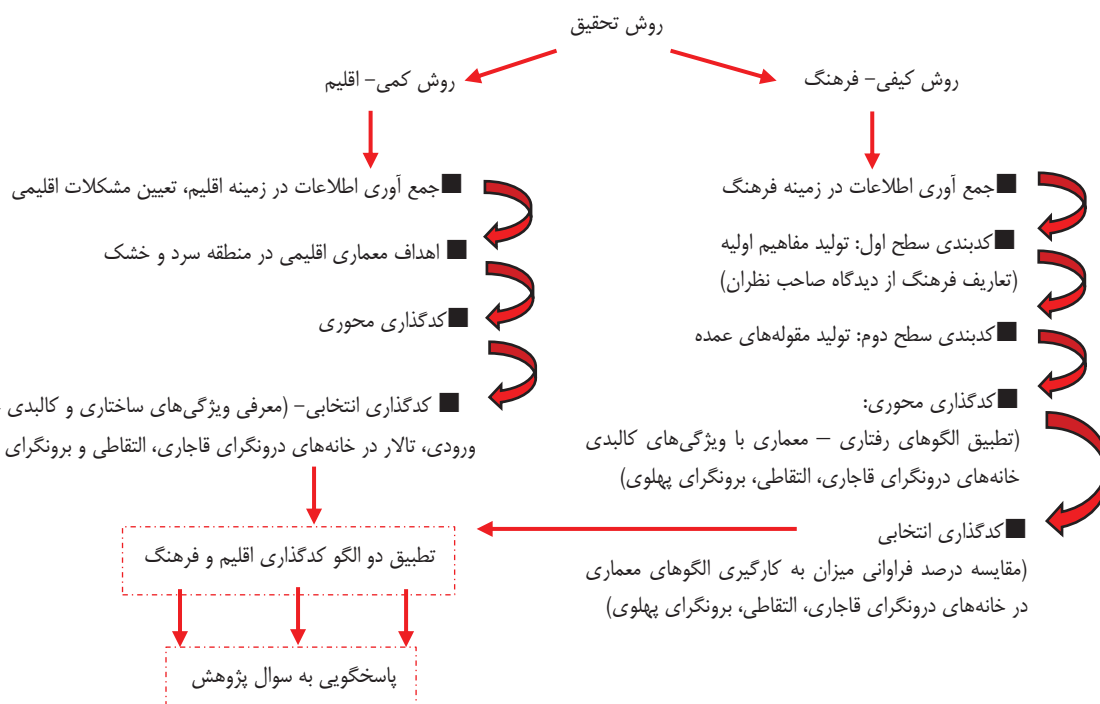 روش تحقیق
روش کیفی- فرهنگ
■جمع آوری اطلاعات در زمینه فرهنگ
■کدبندی سطح اول: تولید مفاهیم اولیه
(تعاریف فرهنگ از دیدگاه صاحب نظران)
■کدبندی سطح دوم: تولید مقوله‌های عمده
■کدگذاری محوری:
(تطبیق الگوهای رفتاری – معماری با ویژگی‌های کالبدی
خانه‌های درونگرای قاجاری، التقاطی، برونگرای پهلوی)
■کدگذاری انتخابی
(مقایسه درصد فراوانی میزان به کارگیری الگوهای معماری
در خانه‌های درونگرای قاجاری، التقاطی، برونگرای پهلوی)
روش کمی- اقلیم
■جمع آوری اطلاعات در زمینه اقلیم، تعیین مشکلات اقلیمی
■ اهداف معماری اقلیمی در منطقه سرد و خشک
■کدگذاری محوری
■ کدگذاری انتخابی- (معرفی ویژگی‌های ساختاری و کالبدی
ورودی، تالار در خانه‌های درونگرای قاجاری، التقاطی و برونگرای
تطبیق دو الگو کدگذاری اقلیم و فرهنگ
پاسخگویی به سوال پژوهش